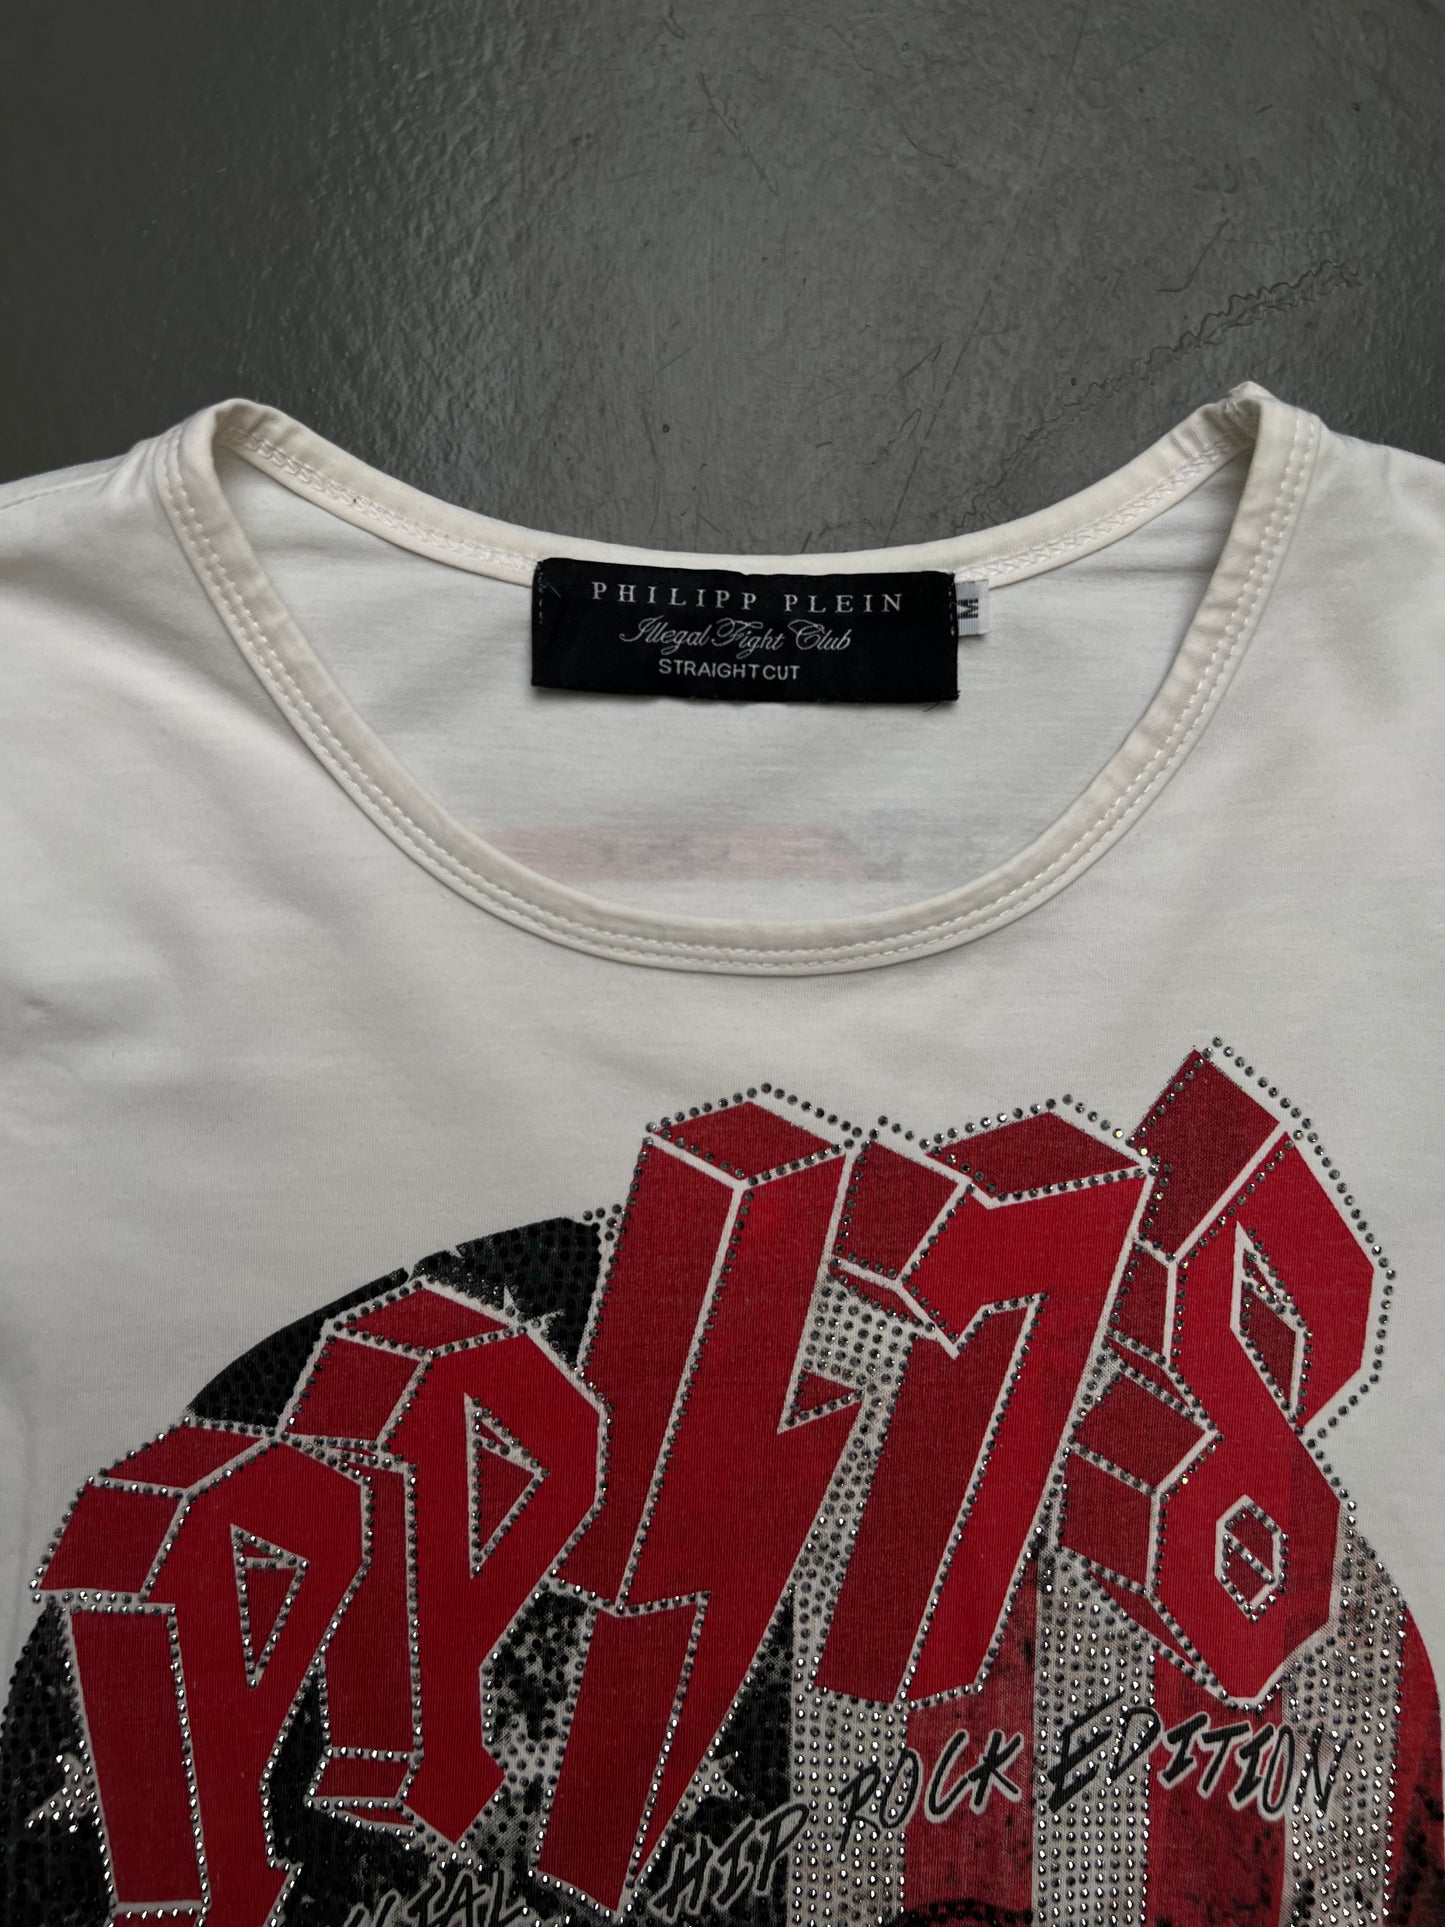 PHILIPP PLEIN
M
Illegal Fight Club
STRAIGHT CUT
PP1978
HIP ROCK EDITION